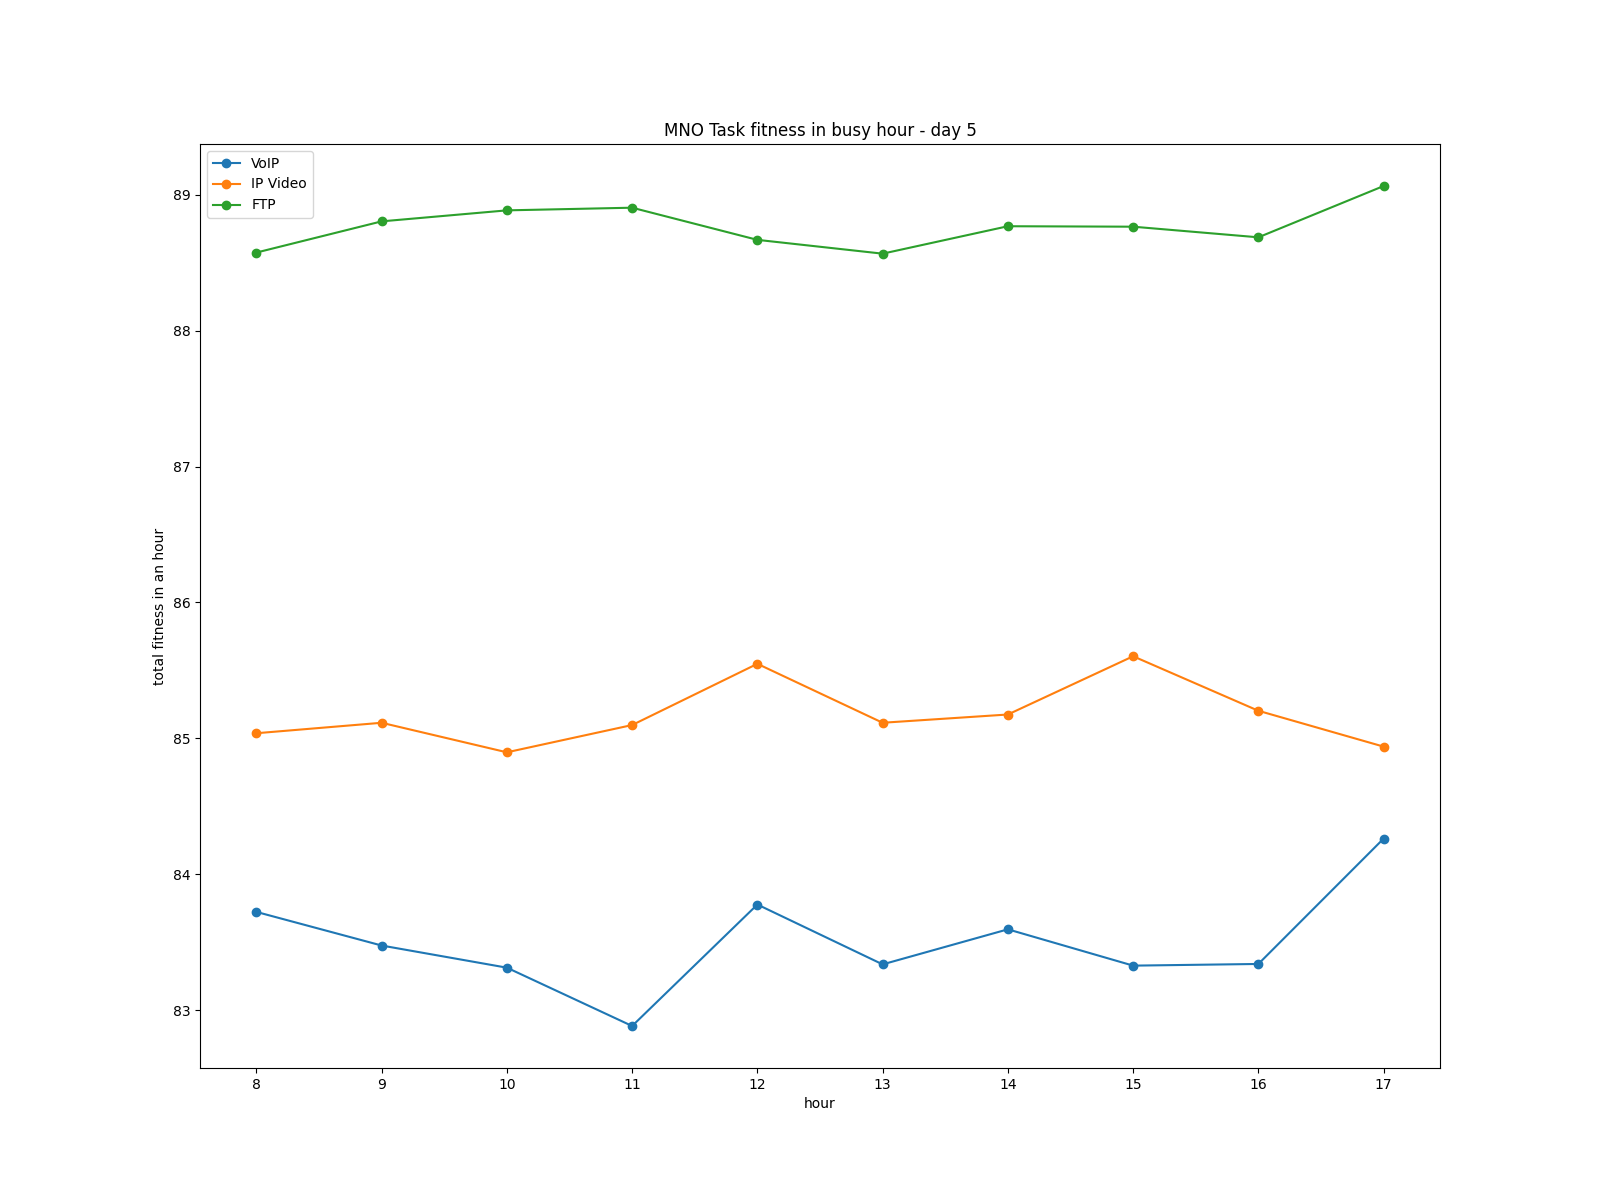 MNO Task fitness in busy hour - day 5
VoIP
IP Video
FTP
89
88
87
86
85
84
83
total fitness in an hour
8 9 10 11 12 13 14 15 16 17
hour